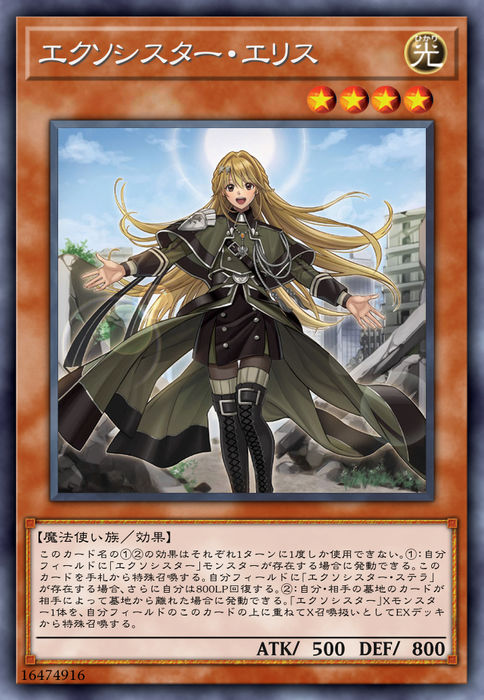 エクソシスター・エリス
ひかり
光
【魔法使い族／効果】
このカード名の①②の効果はそれぞれ1ターンに1度しか使用できない。①：自分
フィールドに「エクソシスター」モンスターが存在する場合に発動できる。この
カードを手札から特殊召喚する。自分フィールドに「エクソシスター・ステラ」
が存在する場合、さらに自分は800LP回復する。②：自分・相手の墓地のカードが
相手によって墓地から離れた場合に発動できる。「エクソシスター」Xモンス
ター1体を、自分フィールドのこのカードの上に重ねてX召喚扱いとしてEXデッキ
から特殊召喚する。
ATK/ 500 DEF/ 800
16474916